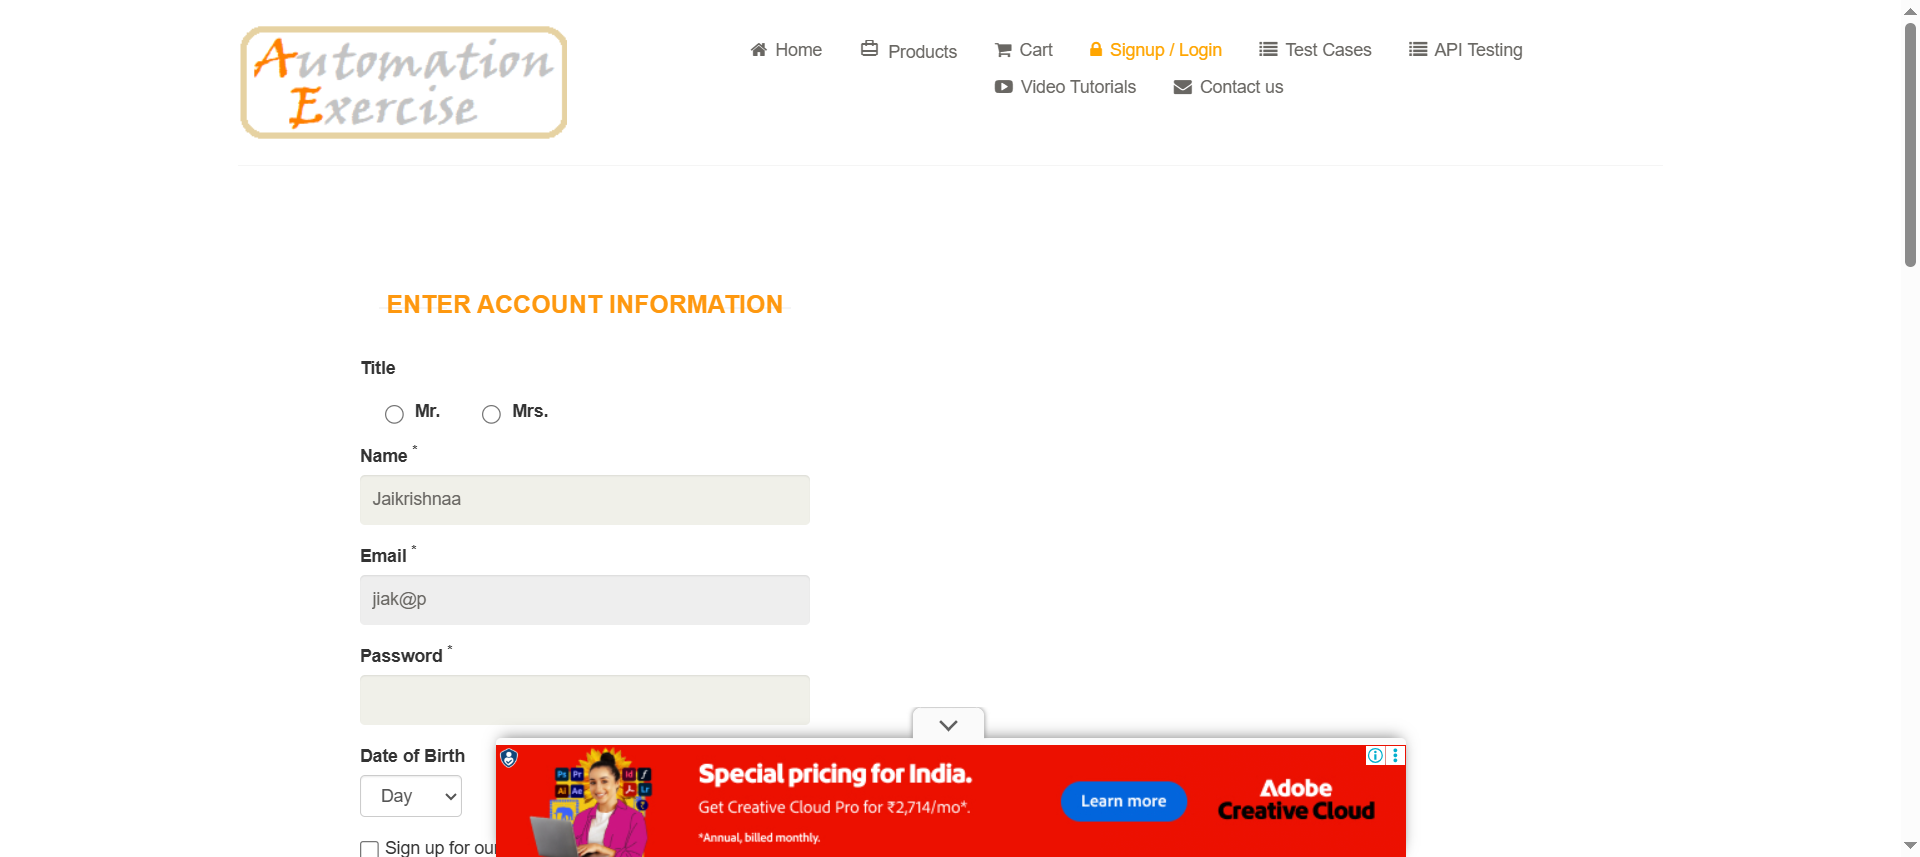 Automation
Exercise
Home
Products
Cart
Signup / Login
Test Cases
API Testing
Video Tutorials
Contact us
ENTER ACCOUNT INFORMATION
Title
Mr.
Mrs.
Name *
Jaikrishnaa
Email *
jiak@p
Password *
Date of Birth
Day
Sign up for our
Ps Pr Id f
Ai Ae Lr
Special pricing for India.
Get Creative Cloud Pro for ₹2,714/mo*.
*Annual, billed monthly.
Learn more
Adobe
Creative Cloud